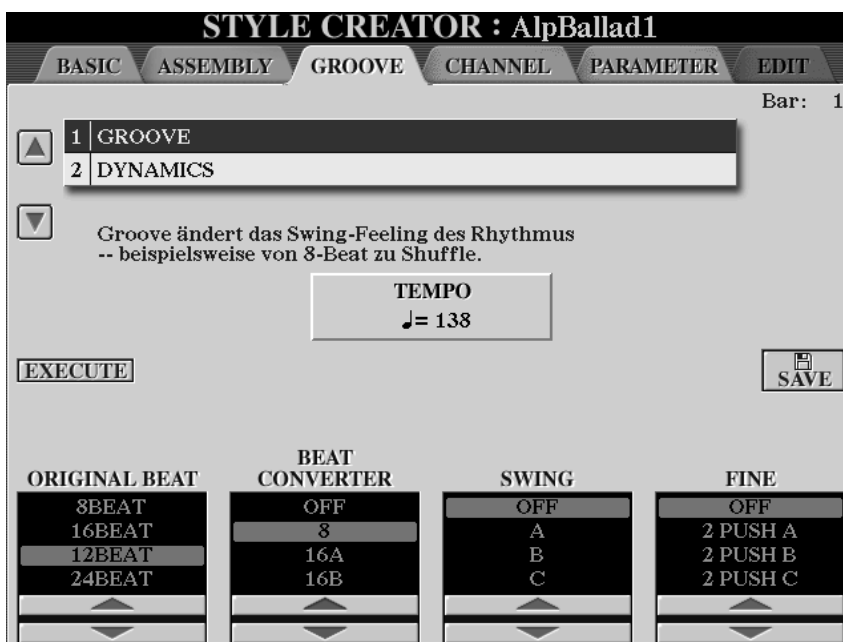 STYLE CREATOR : AlpBallad1
BASIC ASSEMBLY GROOVE CHANNEL PARAMETER EDIT
Bar: 1
1 GROOVE
2 DYNAMICS
Groove ändert das Swing-Feeling des Rhythmus
-- beispielsweise von 8-Beat zu Shuffle.
TEMPO
♩= 138
EXECUTE
SAVE
ORIGINAL BEAT
8BEAT
16BEAT
12BEAT
24BEAT
BEAT
CONVERTER
OFF
8
16A
16B
SWING
OFF
A
B
C
FINE
OFF
2 PUSH A
2 PUSH B
2 PUSH C